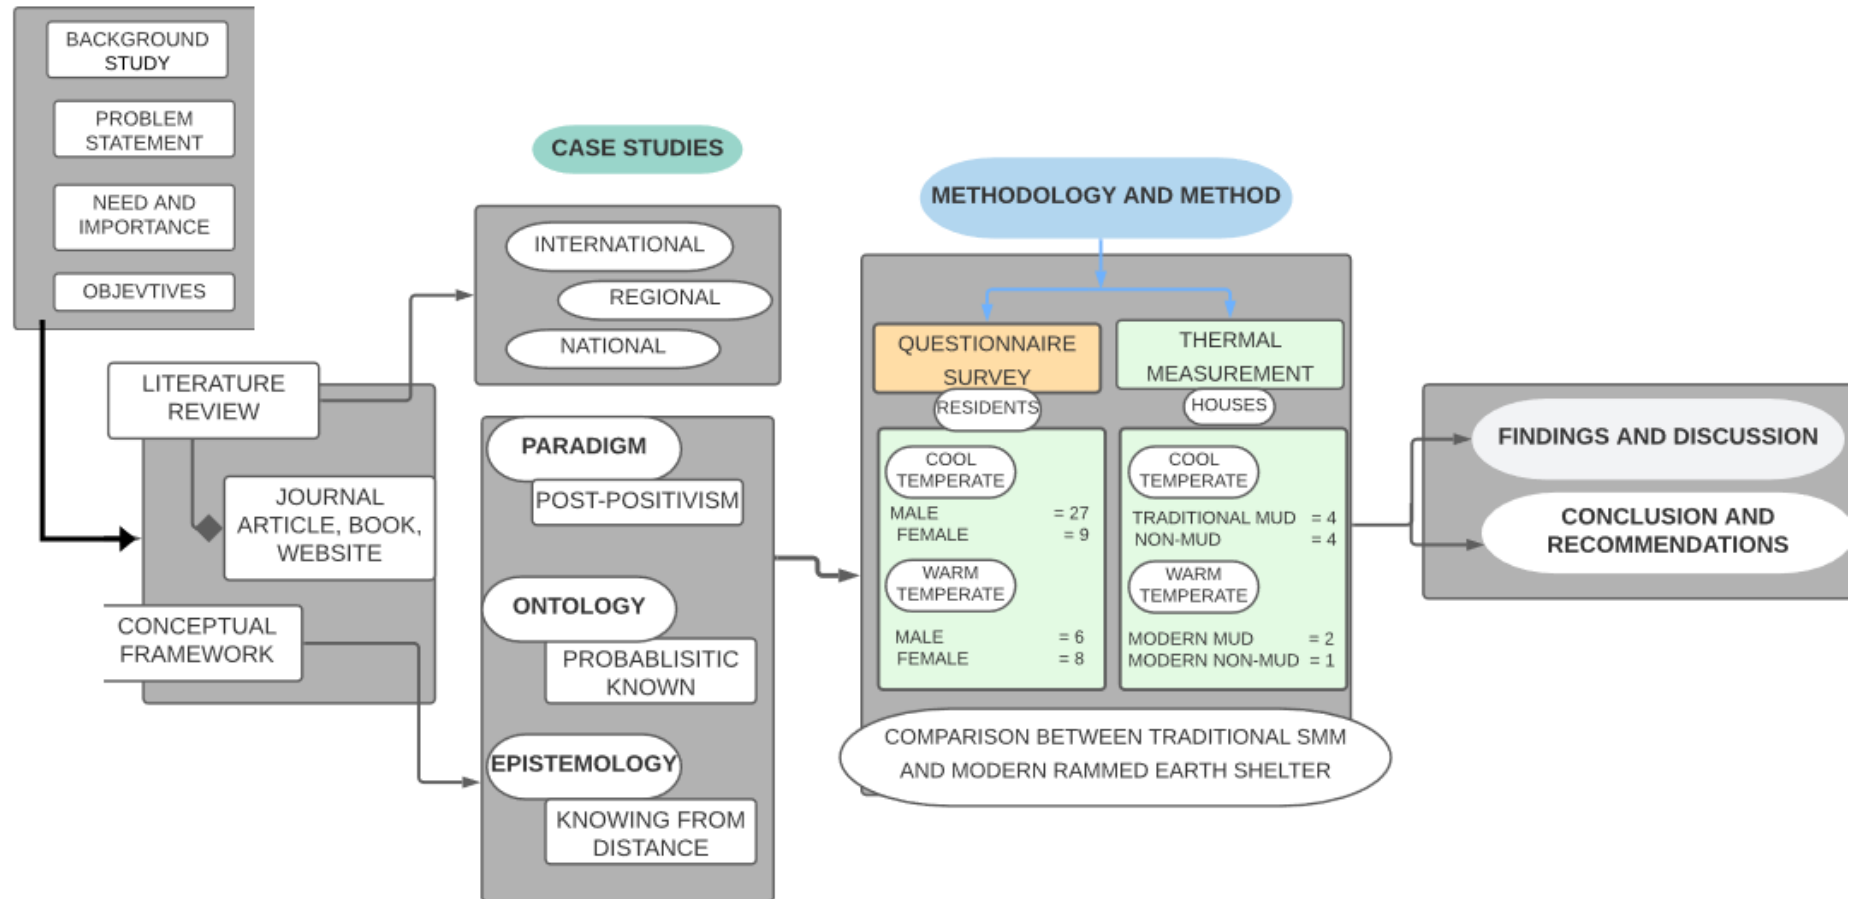 BACKGROUND
STUDY
PROBLEM
STATEMENT
NEED AND
IMPORTANCE
OBJEVTIVES
LITERATURE
REVIEW
JOURNAL
ARTICLE, BOOK,
WEBSITE
CONCEPTUAL
FRAMEWORK
CASE STUDIES
INTERNATIONAL
REGIONAL
NATIONAL
PARADIGM
POST-POSITIVISM
ONTOLOGY
PROBABLISITIC
KNOWN
EPISTEMOLOGY
KNOWING FROM
DISTANCE
METHODOLOGY AND METHOD
QUESTIONNAIRE
SURVEY
RESIDENTS
COOL
TEMPERATE
MALE = 27
FEMALE = 9
WARM
TEMPERATE
MALE = 6
FEMALE = 8
THERMAL
MEASUREMENT
HOUSES
COOL
TEMPERATE
TRADITIONAL MUD = 4
NON-MUD = 4
WARM
TEMPERATE
MODERN MUD = 2
MODERN NON-MUD = 1
COMPARISON BETWEEN TRADITIONAL SMM
AND MODERN RAMMED EARTH SHELTER
FINDINGS AND DISCUSSION
CONCLUSION AND
RECOMMENDATIONS